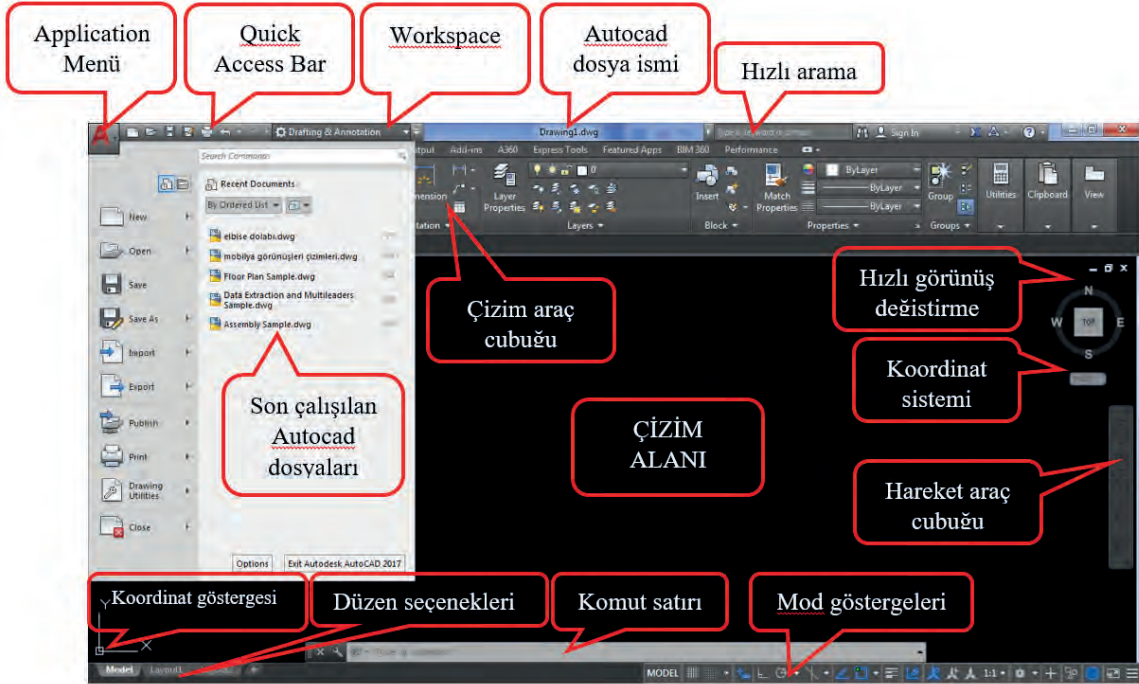 Application
Menü
Quick
Access Bar
Workspace
Autocad
dosya ismi
Hızlı arama
Drafting & Annotation
Drawing1.dwg
Sign In
Search Commands
Add-ins A360 Express Tools Featured Apps BIM 360 Performance
Recent Documents
By Ordered List
New
Open
Save
Save As
Import
Export
Publish
Print
Drawing
Utilities
Close
elbise dolabı.dwg
mobilya görünüşleri çizimleri.dwg
Floor Plan Sample.dwg
Data Extraction and Multileaders
Sample.dwg
Assembly Sample.dwg
Options
Exit Autodesk AutoCAD 2017
Layer
Properties
0
Layers
Insert
Block
Match
Properties
ByLayer
ByLayer
ByLayer
Properties
Group
Groups
Utilities
Clipboard
View
Çizim araç
cubuğu
Hızlı görünüş
değistirme
N
W TOP E
S
Koordinat
sistemi
Son çalışılan
Autocad
dosyaları
ÇİZİM
ALANI
Hareket araç
cubuğu
Koordinat göstergesi
Düzen seçenekleri
Komut satırı
Mod göstergeleri
Y
X
Model Layout1
MODEL
1:1